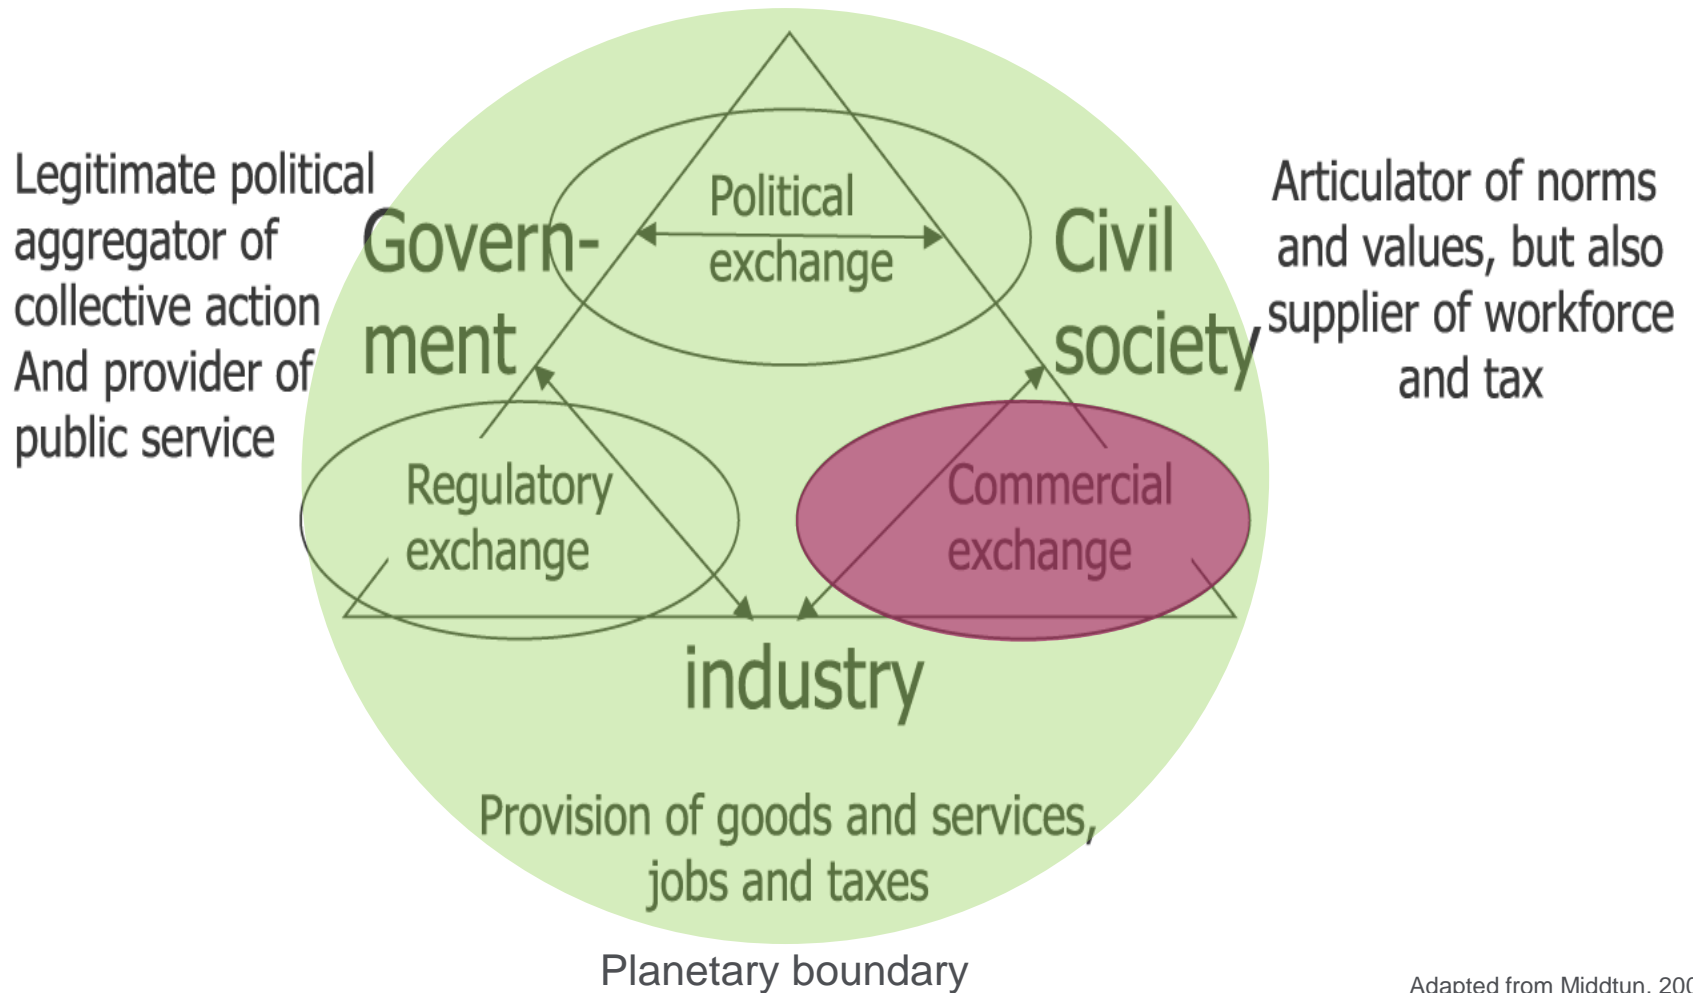 Legitimate political
aggregator of
collective action
And provider of
public service
Govern-
ment
Political
exchange
Civil
society
Articulator of norms
and values, but also
supplier of workforce
and tax
Regulatory
exchange
Commercial
exchange
industry
Provision of goods and services,
jobs and taxes
Planetary boundary
Adapted from Middtun, 200